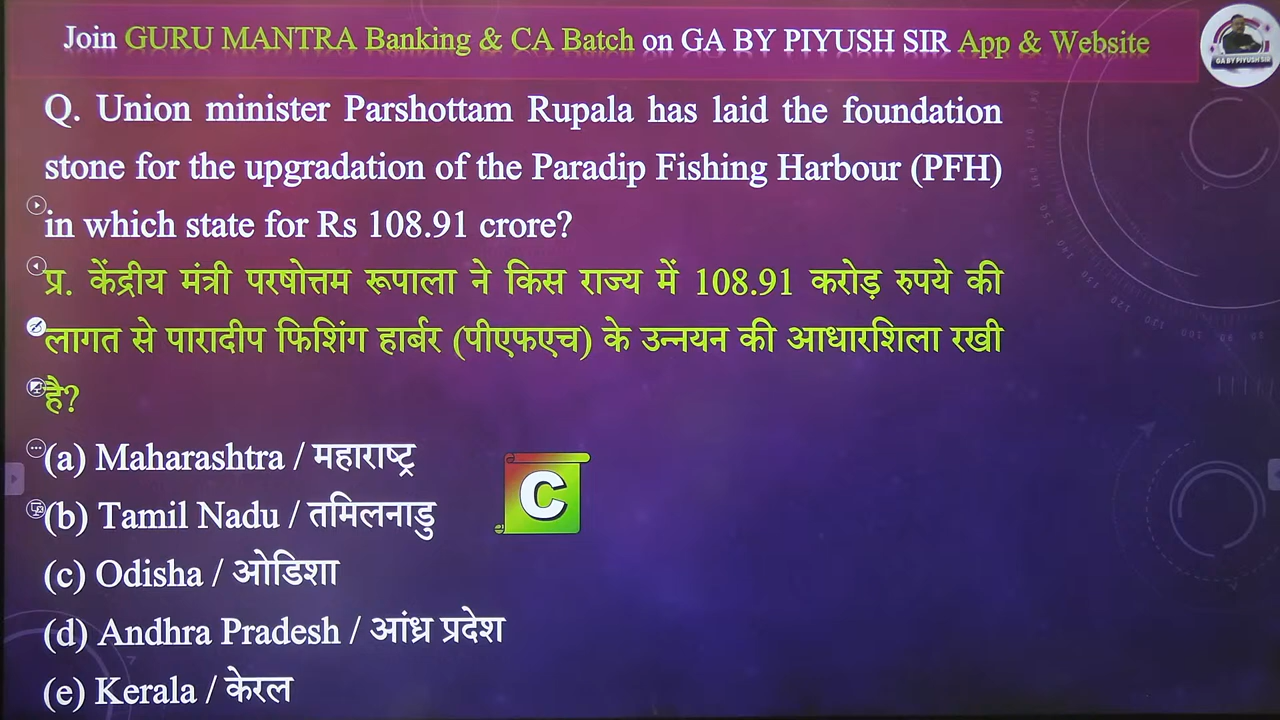 Join GURU MANTRA Banking & CA Batch on GA BY PIYUSH SIR App & Website
GA BY PIYUSH SIR
Q. Union minister Parshottam Rupala has laid the foundation
stone for the upgradation of the Paradip Fishing Harbour (PFH)
in which state for Rs 108.91 crore?
प्र. केंद्रीय मंत्री परषोत्तम रूपाला ने किस राज्य में 108.91 करोड़ रुपये की
लागत से पारादीप फिशिंग हार्बर (पीएफएच) के उन्नयन की आधारशिला रखी
है?
(a) Maharashtra / महाराष्ट्र
(b) Tamil Nadu / तमिलनाडु
(c) Odisha / ओडिशा
(d) Andhra Pradesh / आंध्र प्रदेश
(e) Kerala / केरल
C